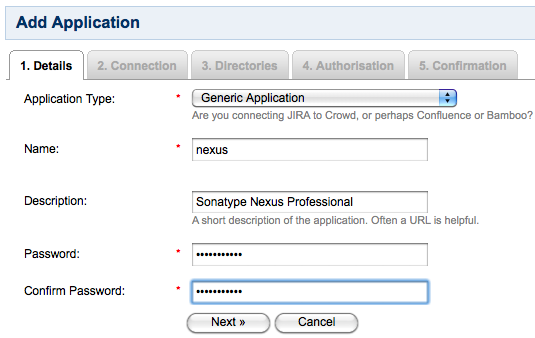 Add Application
1. Details 2. Connection 3. Directories 4. Authorisation 5. Confirmation
Application Type: * Generic Application
Are you connecting JIRA to Crowd, or perhaps Confluence or Bamboo?
Name: * nexus
Description: Sonatype Nexus Professional
A short description of the application. Often a URL is helpful.
Password: * •••••••••••
Confirm Password: * •••••••••••
Next » Cancel